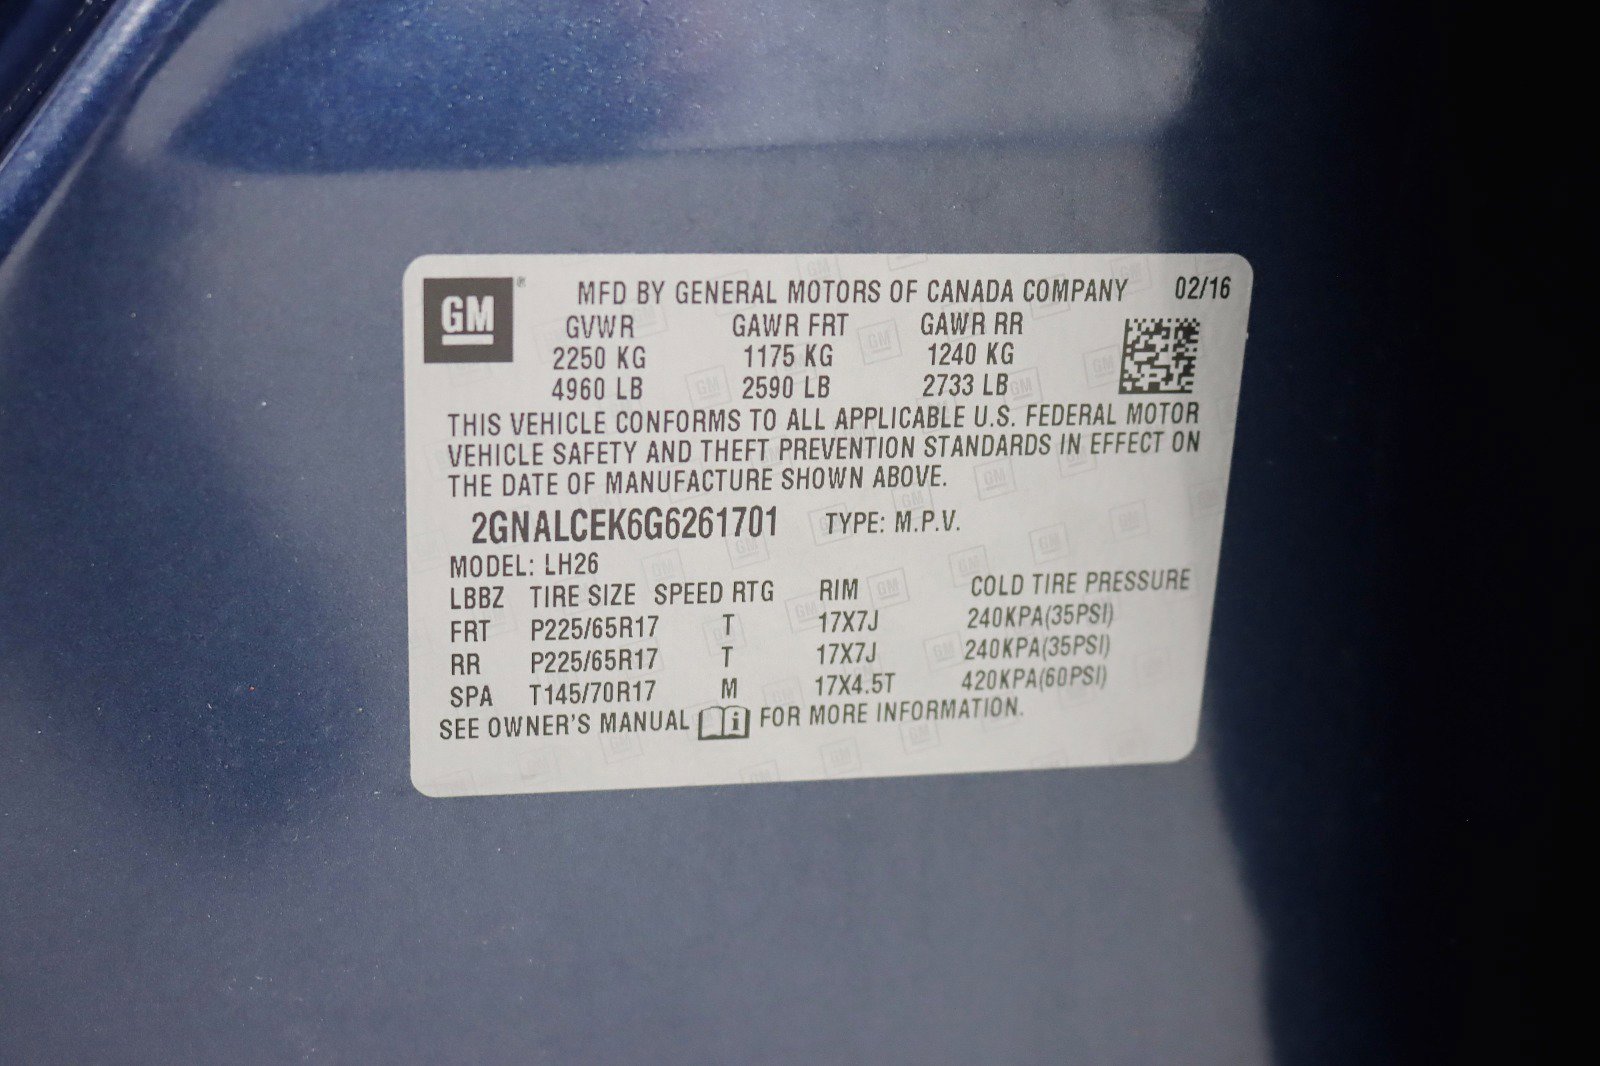 GM ® MFD BY GENERAL MOTORS OF CANADA COMPANY 02/16
GVWR GAWR FRT GAWR RR
2250 KG 1175 KG 1240 KG
4960 LB 2590 LB 2733 LB
THIS VEHICLE CONFORMS TO ALL APPLICABLE U.S. FEDERAL MOTOR
VEHICLE SAFETY AND THEFT PREVENTION STANDARDS IN EFFECT ON
THE DATE OF MANUFACTURE SHOWN ABOVE.
2GNALCEK6G6261701 TYPE: M.P.V.
MODEL: LH26
LBBZ TIRE SIZE SPEED RTG RIM COLD TIRE PRESSURE
FRT P225/65R17 T 17X7J 240KPA(35PSI)
RR P225/65R17 T 17X7J 240KPA(35PSI)
SPA T145/70R17 M 17X4.5T 420KPA(60PSI)
SEE OWNER'S MANUAL i FOR MORE INFORMATION.